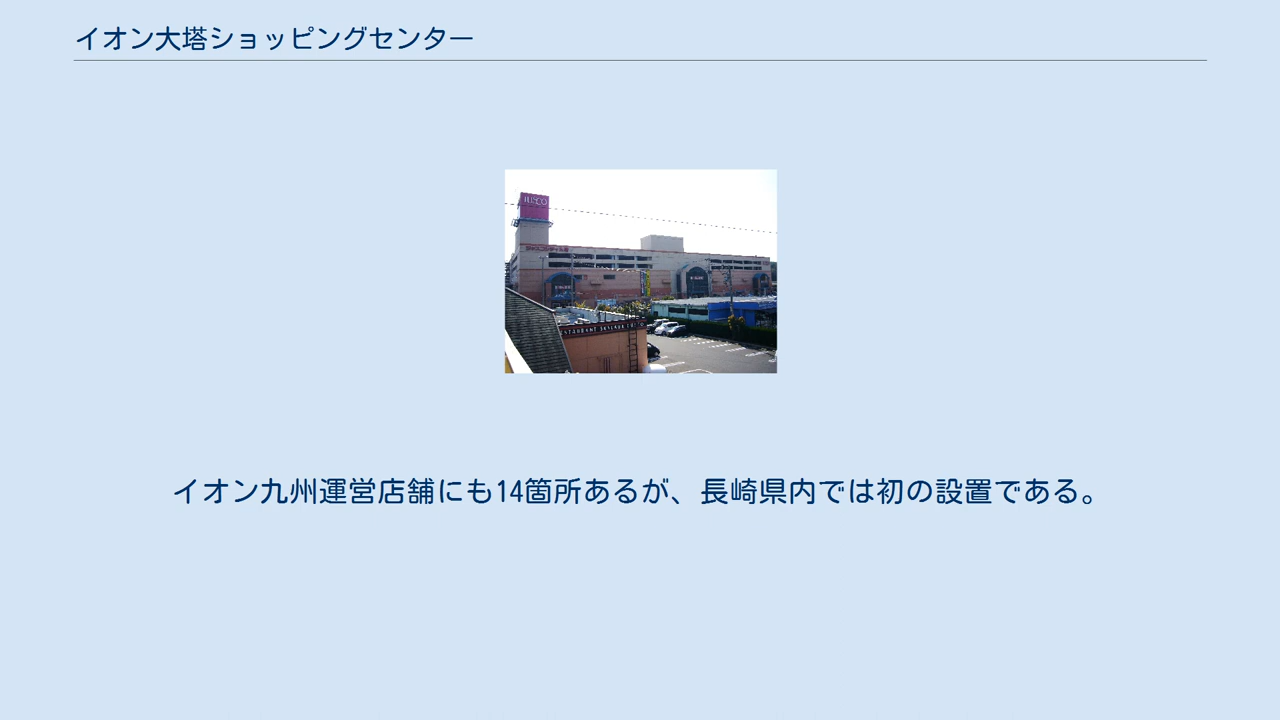 イオン大塔ショッピングセンター
JUSCO
イオン九州運営店舗にも14箇所あるが、長崎県内では初の設置である。